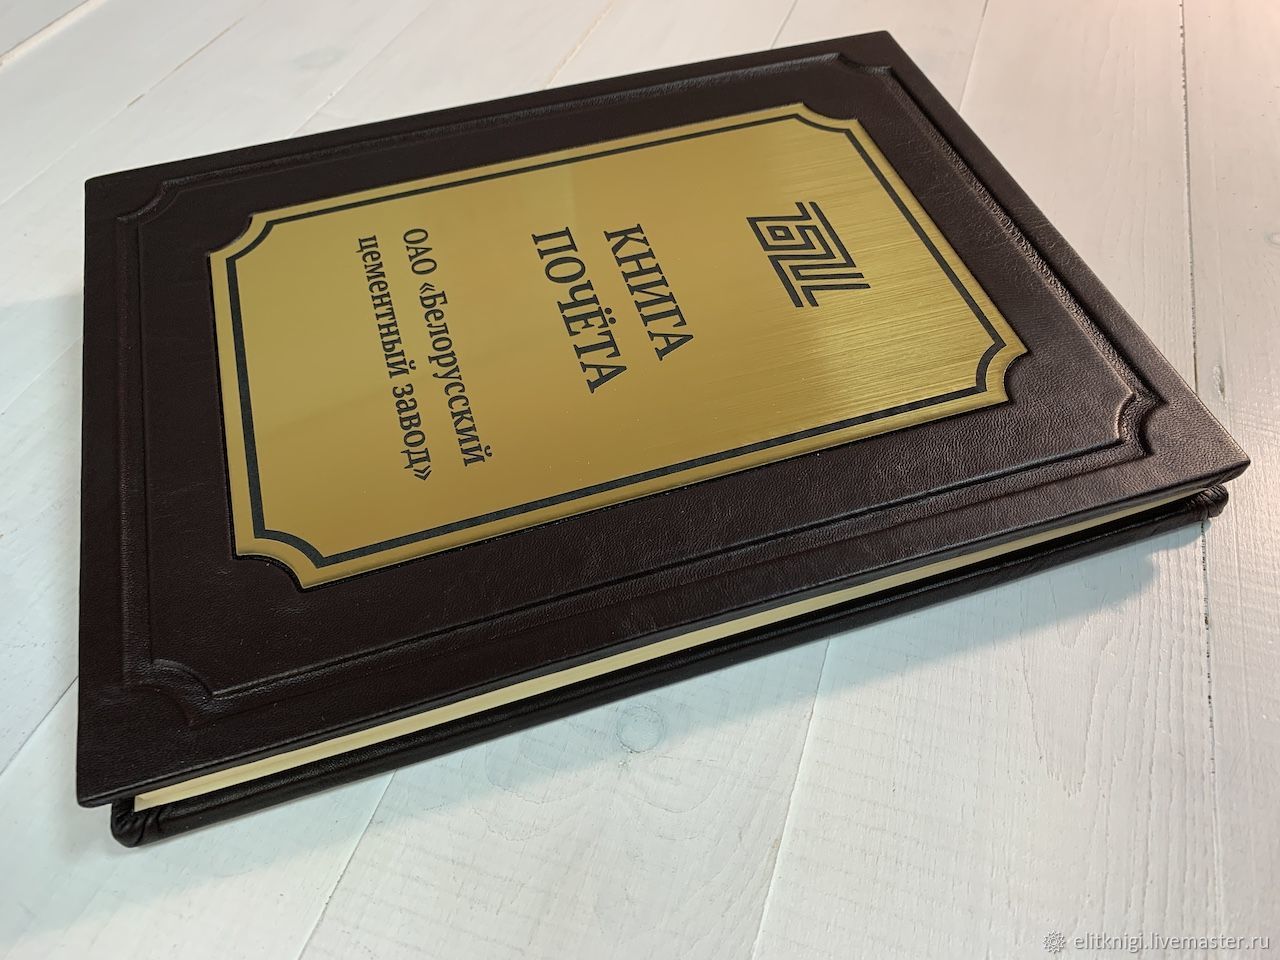 КНИГА
ПОЧЁТА
ОАО «Белорусский
цементный завод»
elitknigi.livemaster.ru